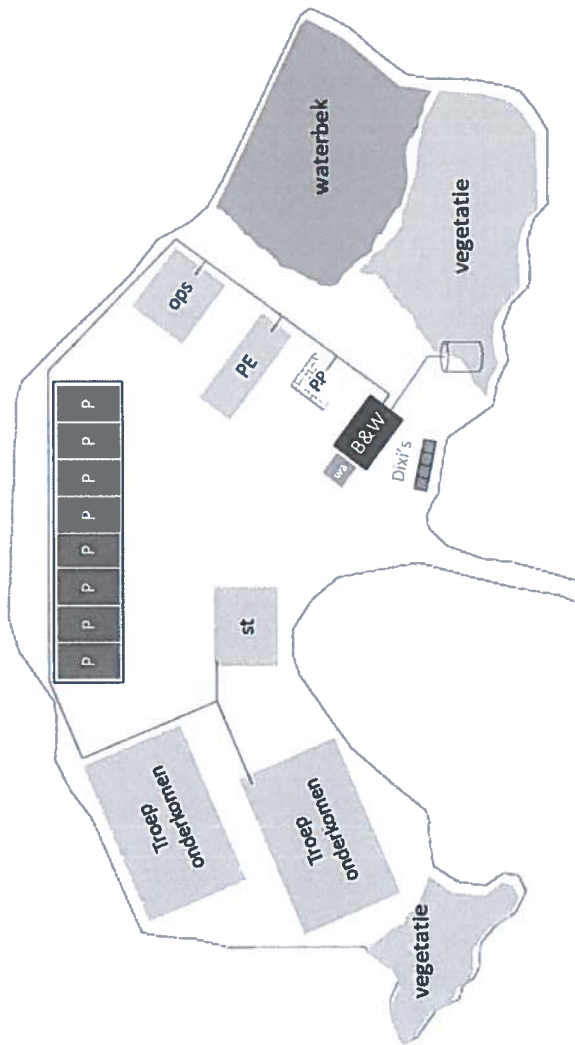 P P P P P P P P
Troep
onderkomen
ops
PE
st
Troep
onderkomen
PP
waterbek
wa
B&W
Dixi's
vegetatie
vegetatie